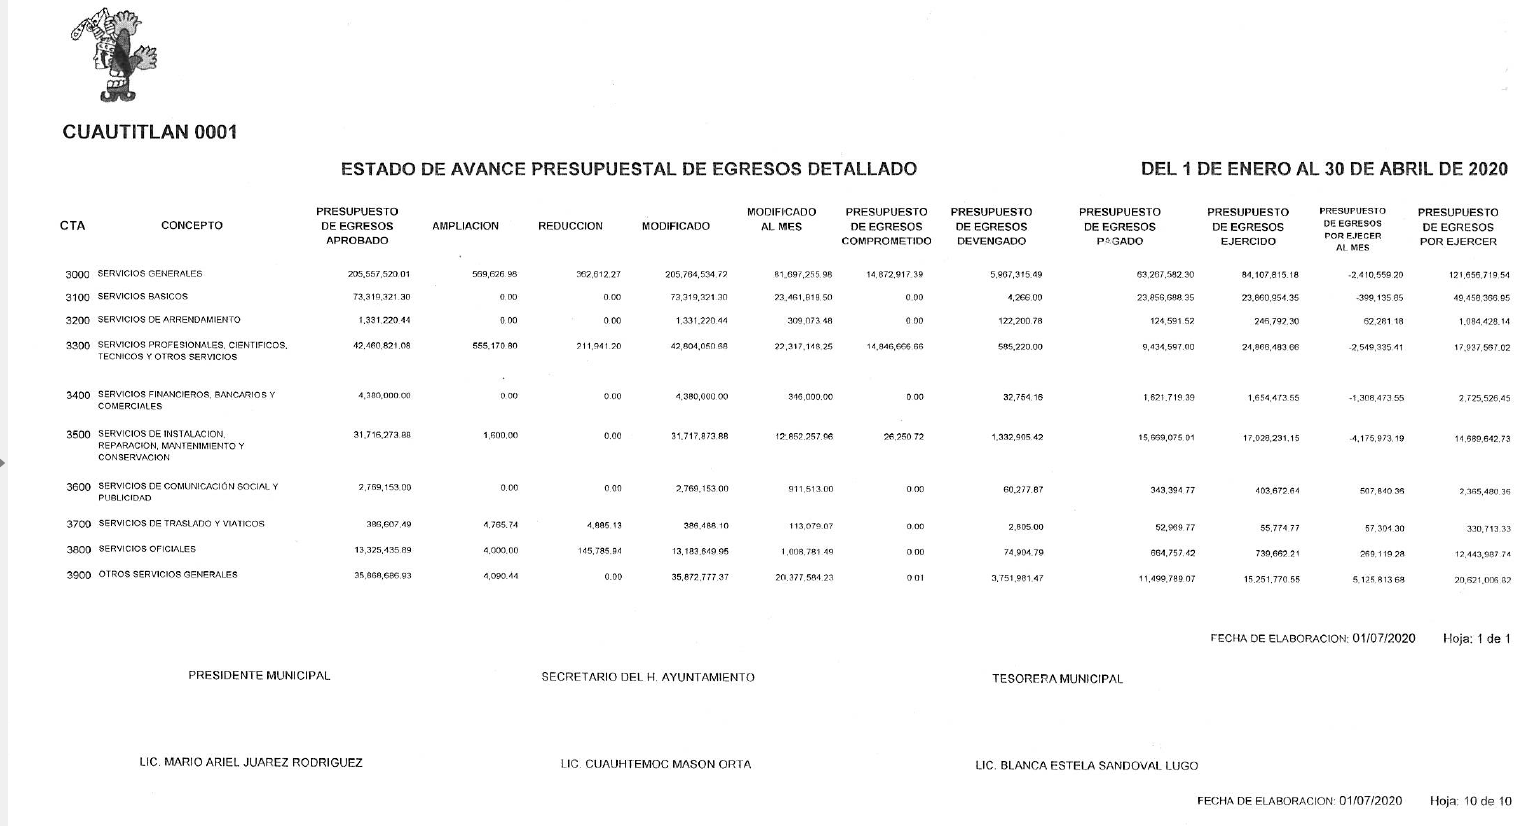 CUAUTITLAN 0001
ESTADO DE AVANCE PRESUPUESTAL DE EGRESOS DETALLADO DEL 1 DE ENERO AL 30 DE ABRIL DE 2020
CTA CONCEPTO PRESUPUESTO DE EGRESOS APROBADO AMPLIACION REDUCCION MODIFICADO MODIFICADO AL MES PRESUPUESTO DE EGRESOS COMPROMETIDO PRESUPUESTO DE EGRESOS DEVENGADO PRESUPUESTO DE EGRESOS PAGADO PRESUPUESTO DE EGRESOS EJERCIDO PRESUPUESTO DE EGRESOS POR EJECER AL MES PRESUPUESTO DE EGRESOS POR EJERCER
3000 SERVICIOS GENERALES 205,557,520.01 569,626.98 362,612.27 205,764,534.72 81,697,255.98 14,872,917.39 5,967,315.49 63,267,582.30 84,107,815.18 -2,410,559.20 121,656,719.54
3100 SERVICIOS BASICOS 73,319,321.30 0.00 0.00 73,319,321.30 23,461,818.50 0.00 4,266.00 23,856,688.35 23,860,954.35 -399,135.85 49,458,366.95
3200 SERVICIOS DE ARRENDAMIENTO 1,331,220.44 0.00 0.00 1,331,220.44 309,073.48 0.00 122,200.78 124,591.52 246,792.30 62,281.18 1,084,428.14
3300 SERVICIOS PROFESIONALES, CIENTIFICOS, 42,460,821.08 555,170.80 211,941.20 42,804,050.68 22,317,148.25 14,846,666.66 585,220.00 9,434,597.00 24,866,483.66 -2,549,335.41 17,937,567.02
TECNICOS Y OTROS SERVICIOS
3400 SERVICIOS FINANCIEROS, BANCARIOS Y 4,380,000.00 0.00 0.00 4,380,000.00 346,000.00 0.00 32,754.16 1,621,719.39 1,654,473.55 -1,308,473.55 2,725,526.45
COMERCIALES
3500 SERVICIOS DE INSTALACION, 31,716,273.88 1,600.00 0.00 31,717,873.88 12,852,257.96 26,250.72 1,332,905.42 15,669,075.01 17,028,231.15 -4,175,973.19 14,689,642.73
REPARACION, MANTENIMIENTO Y
CONSERVACION
3600 SERVICIOS DE COMUNICACIÓN SOCIAL Y 2,769,153.00 0.00 0.00 2,769,153.00 911,513.00 0.00 60,277.87 343,394.77 403,672.64 507,840.36 2,365,480.36
PUBLICIDAD
3700 SERVICIOS DE TRASLADO Y VIATICOS 386,607.49 4,765.74 4,885.13 386,488.10 113,079.07 0.00 2,805.00 52,969.77 55,774.77 57,304.30 330,713.33
3800 SERVICIOS OFICIALES 13,325,435.89 4,000.00 145,785.94 13,183,649.95 1,008,781.49 0.00 74,904.79 664,757.42 739,662.21 269,119.28 12,443,987.74
3900 OTROS SERVICIOS GENERALES 35,868,686.93 4,090.44 0.00 35,872,777.37 20,377,584.23 0.01 3,751,981.47 11,499,789.07 15,251,770.55 5,125,813.68 20,621,006.82
FECHA DE ELABORACION: 01/07/2020 Hoja: 1 de 1
PRESIDENTE MUNICIPAL SECRETARIO DEL H. AYUNTAMIENTO TESORERA MUNICIPAL
LIC. MARIO ARIEL JUAREZ RODRIGUEZ LIC. CUAUHTEMOC MASON ORTA LIC. BLANCA ESTELA SANDOVAL LUGO
FECHA DE ELABORACION: 01/07/2020 Hoja: 10 de 10